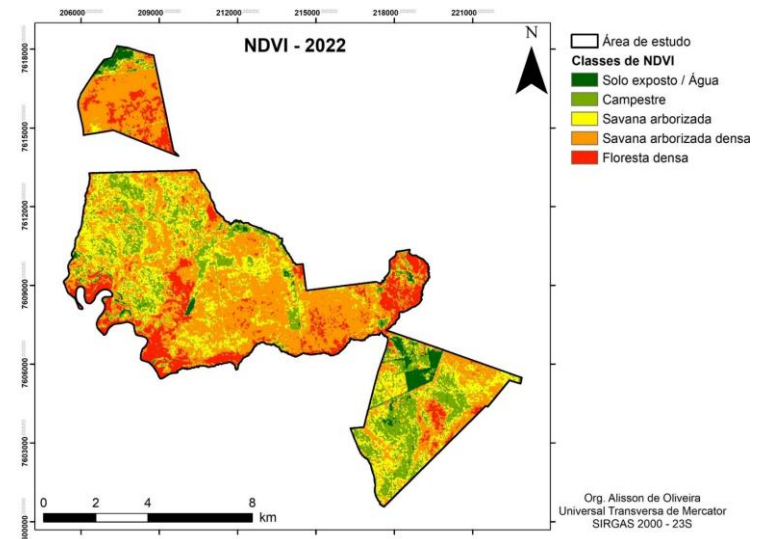 206000 209000 212000 215000 218000 221000
NDVI - 2022
N
7618000
7615000
7612000
7609000
7606000
7603000
0 2 4 8
km
Área de estudo
Classes de NDVI
Solo exposto / Água
Campestre
Savana arborizada
Savana arborizada densa
Floresta densa
Org. Alisson de Oliveira
Universal Transversa de Mercator
SIRGAS 2000 - 23S